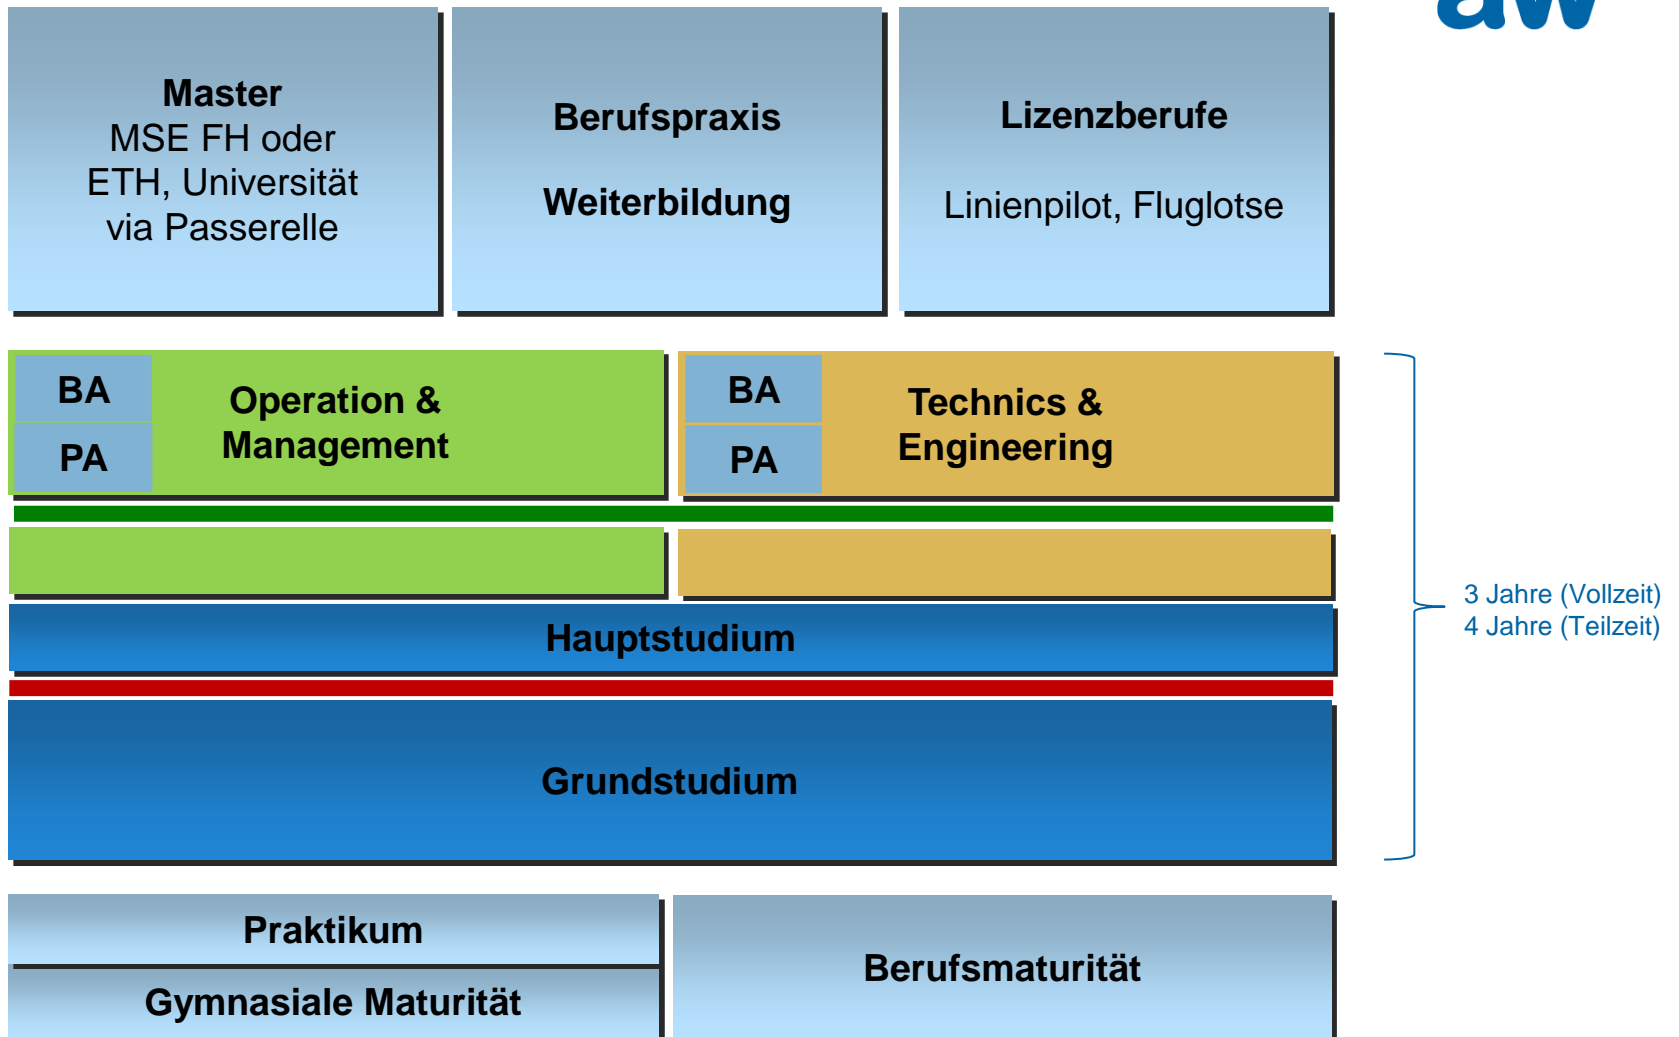 aw
Master
MSE FH oder
ETH, Universität
via Passerelle
Berufspraxis
Weiterbildung
Lizenzberufe
Linienpilot, Fluglotse
BA
PA
Operation &
Management
BA
PA
Technics &
Engineering
Hauptstudium
Grundstudium
3 Jahre (Vollzeit)
4 Jahre (Teilzeit)
Praktikum
Gymnasiale Maturität
Berufsmaturität